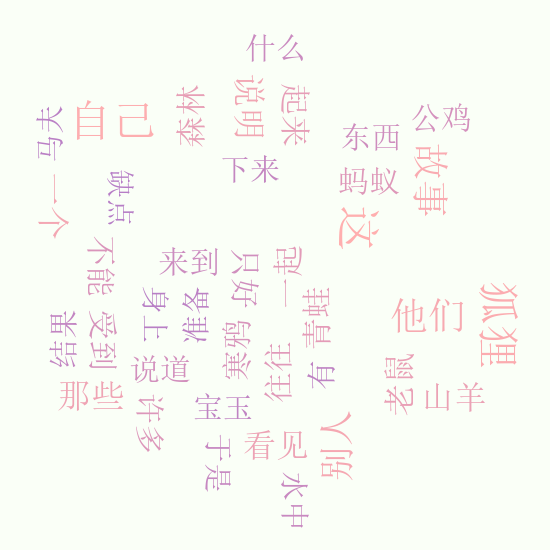 什么
说明
起来
森林
自己
马夫
公鸡
东西
下来
故事
蚂蚁
缺点
一个
这
不能
来到
只好
一起
身上
准备
青蛙
狐狸
他们
结果
受到
寒鸦
说道
往往
有
老鼠
那些
山羊
许多
宝玉
看见
别人
于是
水中